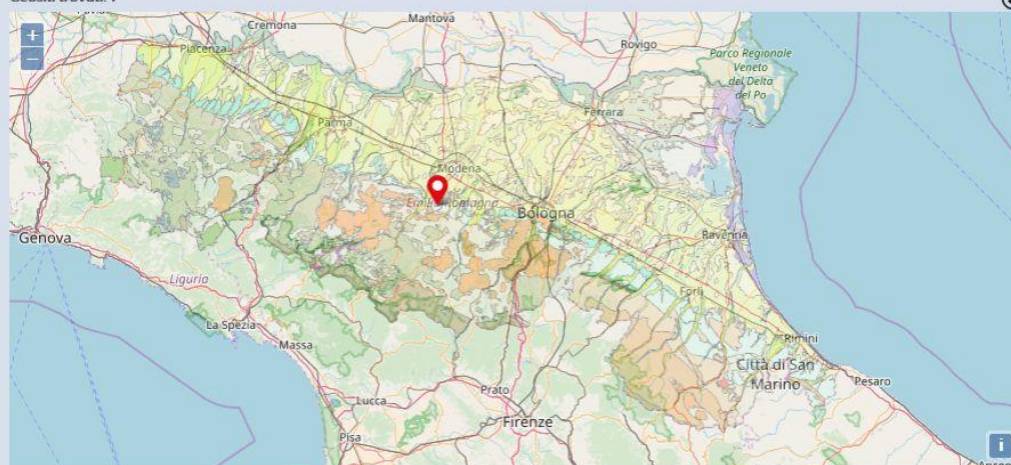 +
−
Cremona
Mantova
Rovigo
Piacenza
Parco Regionale
Veneto
del Delta
del Po
Ferrara
Parma
Modena
Bologna
Genova
Ravenna
Liguria
Forlì
La Spezia
Rimini
Massa
Città di San
Marino
Pesaro
Prato
Lucca
Firenze
Pisa
i